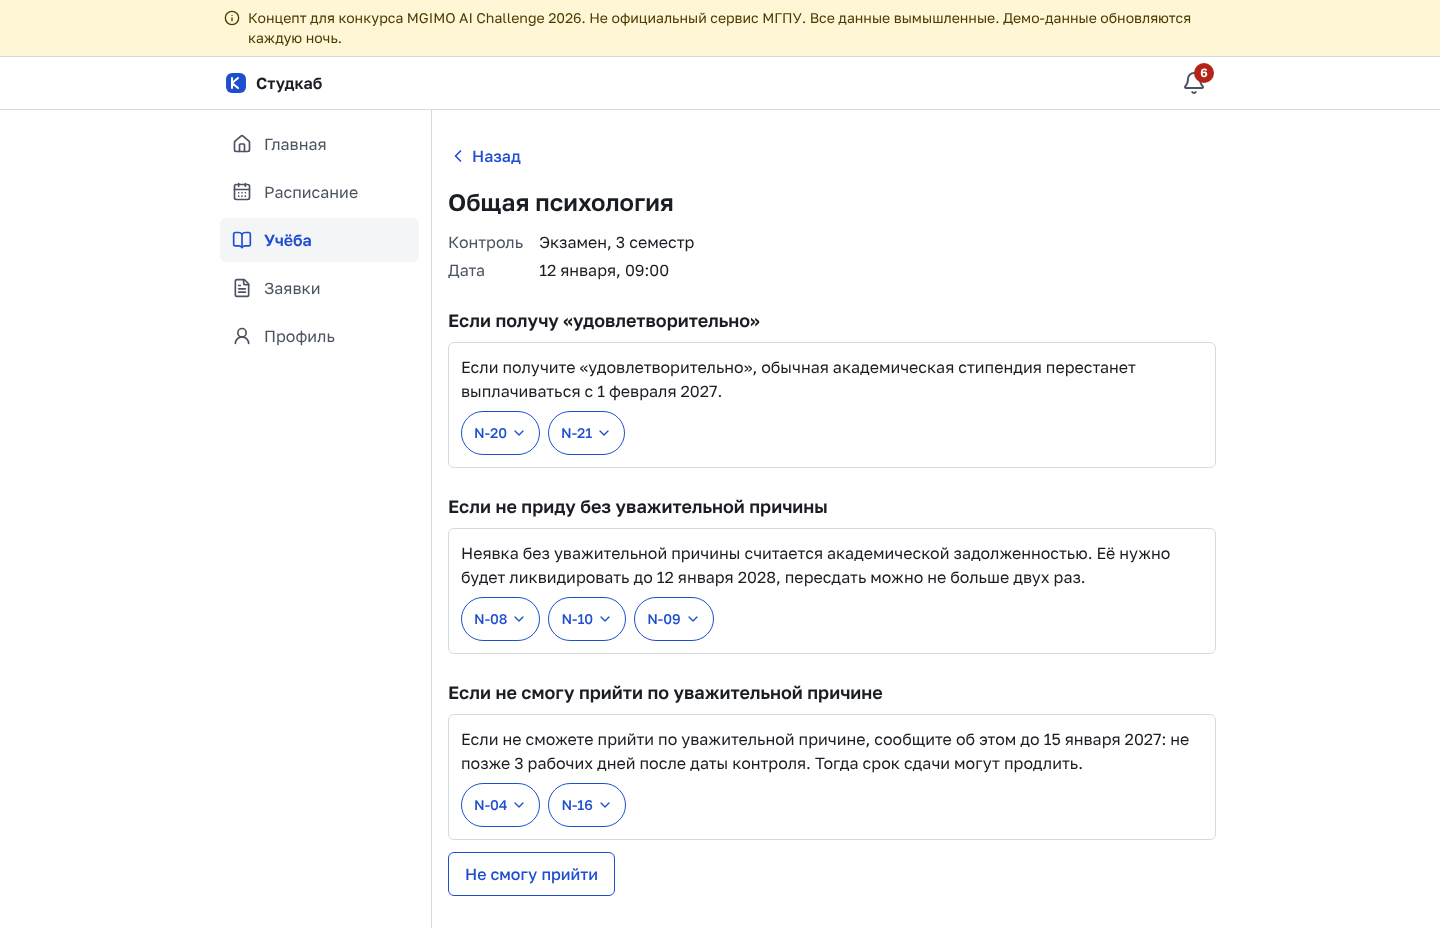 Концепт для конкурса MGIMO AI Challenge 2026. Не официальный сервис МГПУ. Все данные вымышленные. Демо-данные обновляются
каждую ночь.
Студкаб
6
Главная
Расписание
Учёба
Заявки
Профиль
Назад
Общая психология
Контроль Экзамен, 3 семестр
Дата 12 января, 09:00
Если получу «удовлетворительно»
Если получите «удовлетворительно», обычная академическая стипендия перестанет
выплачиваться с 1 февраля 2027.
N-20 N-21
Если не приду без уважительной причины
Неявка без уважительной причины считается академической задолженностью. Её нужно
будет ликвидировать до 12 января 2028, пересдать можно не больше двух раз.
N-08 N-10 N-09
Если не смогу прийти по уважительной причине
Если не сможете прийти по уважительной причине, сообщите об этом до 15 января 2027: не
позже 3 рабочих дней после даты контроля. Тогда срок сдачи могут продлить.
N-04 N-16
Не смогу прийти